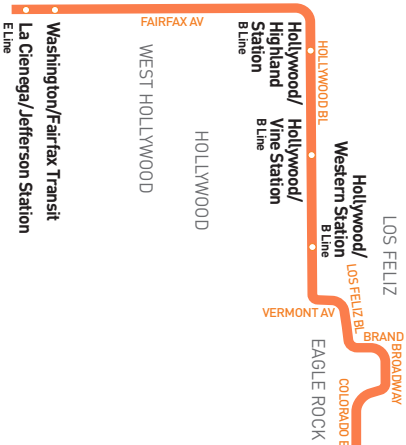 FAIRFAX AV
Washington/Fairfax Transit
La Cienega/Jefferson Station
E Line
WEST HOLLYWOOD
HOLLYWOOD
HOLLYWOOD BL
Hollywood/
Highland
Station
B Line
Hollywood/
Vine Station
B Line
Hollywood/
Western Station
B Line
LOS FELIZ
LOS FELIZ BL
VERMONT AV
BRAND
BROADWAY
EAGLE ROCK
COLORADO B